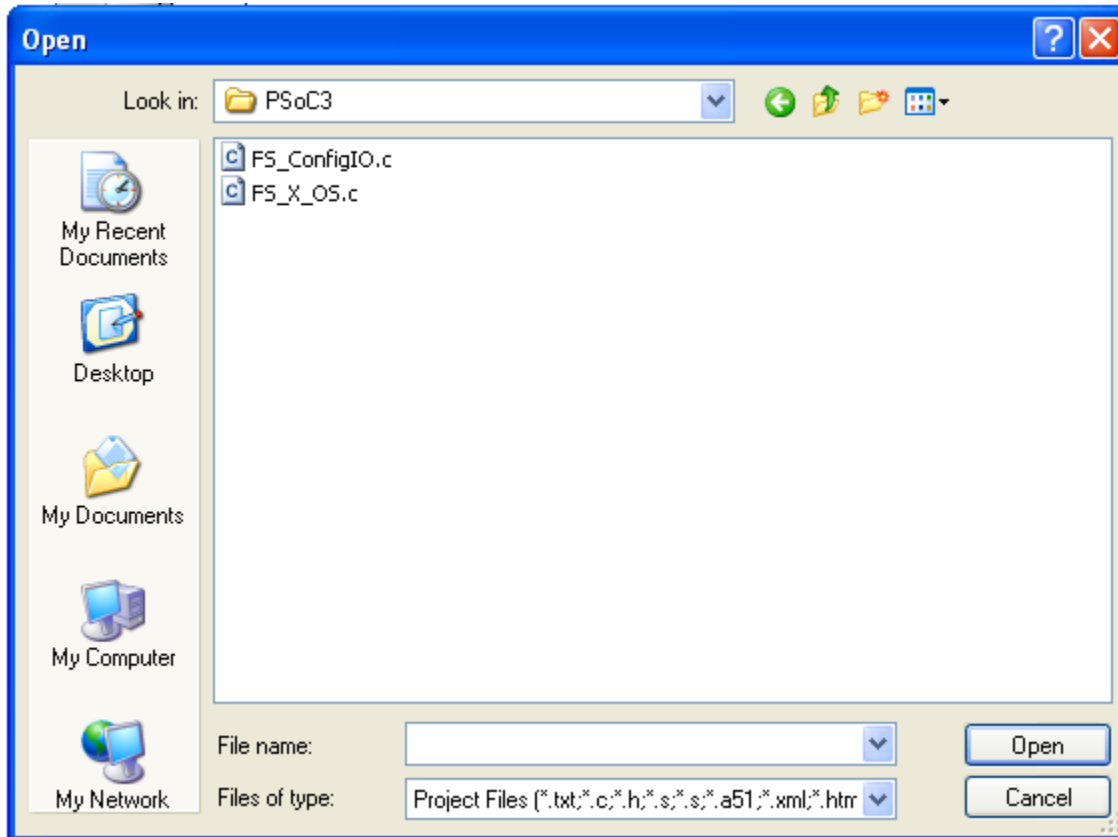 Open
Look in:
PSoC3
FS_ConfigIO.c
FS_X_OS.c
My Recent
Documents
Desktop
My Documents
My Computer
My Network
File name:
Open
Files of type:
Project Files (*.txt;*.c;*.h;*.s;*.s;*.a51;*.xml;*.htm
Cancel